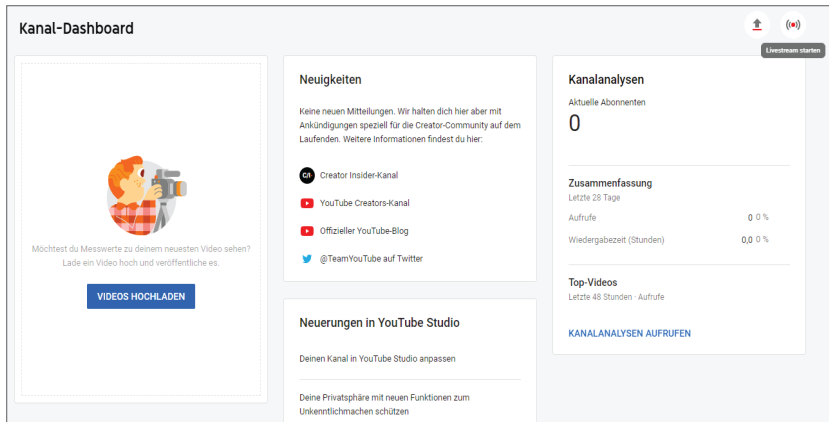 Kanal-Dashboard
Livestream starten
Möchtest du Messwerte zu deinem neuesten Video sehen?
Lade ein Video hoch und veröffentliche es.
VIDEOS HOCHLADEN
Neuigkeiten
Keine neuen Mitteilungen. Wir halten dich hier aber mit
Ankündigungen speziell für die Creator-Community auf dem
Laufenden. Weitere Informationen findest du hier:
Creator Insider-Kanal
YouTube Creators-Kanal
Offizieller YouTube-Blog
@TeamYouTube auf Twitter
Neuerungen in YouTube Studio
Deinen Kanal in YouTube Studio anpassen
Deine Privatsphäre mit neuen Funktionen zum
Unkenntlichmachen schützen
Kanalanalysen
Aktuelle Abonnenten
0
Zusammenfassung
Letzte 28 Tage
Aufrufe 0 0 %
Wiedergabezeit (Stunden) 0,0 0 %
Top-Videos
Letzte 48 Stunden · Aufrufe
KANALANALYSEN AUFRUFEN